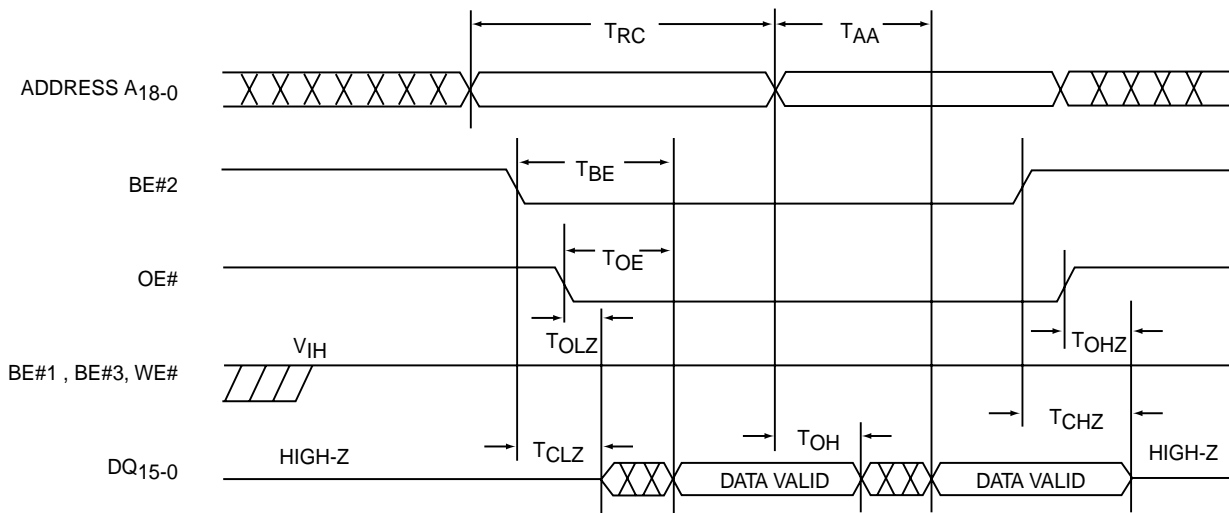 TRC
TAA
ADDRESS A18-0
TBE
BE#2
TOE
OE#
TOLZ
TOHZ
VIH
BE#1 , BE#3, WE#
TCHZ
TCLZ
TOH
HIGH-Z
HIGH-Z
DQ15-0
DATA VALID
DATA VALID